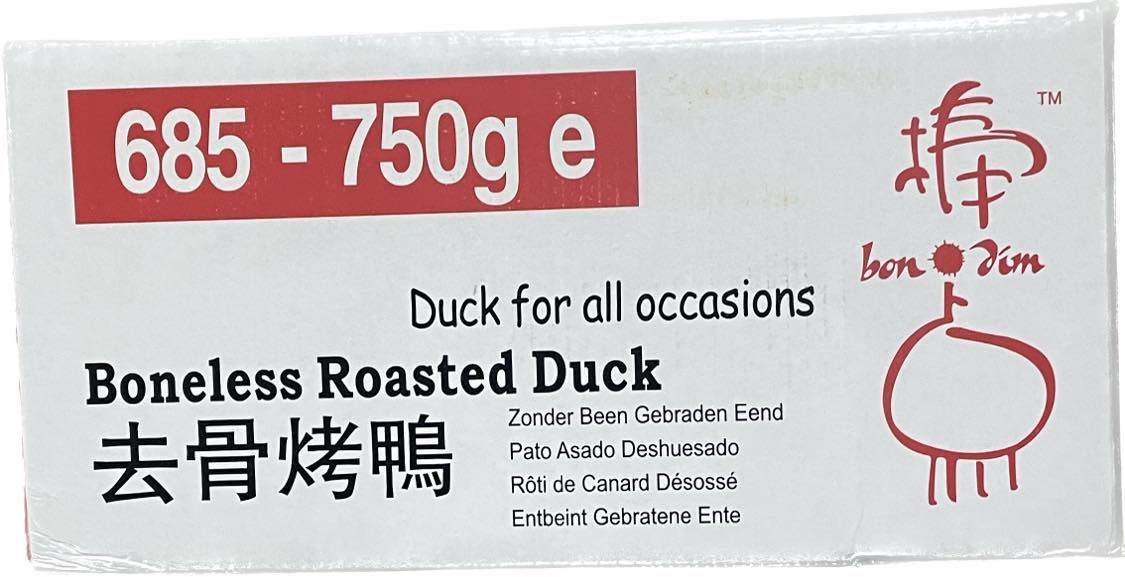 685 - 750g e
TM
bon dim
Duck for all occasions
Boneless Roasted Duck
去骨烤鴨
Zonder Been Gebraden Eend
Pato Asado Deshuesado
Rôti de Canard Désossé
Entbeint Gebratene Ente